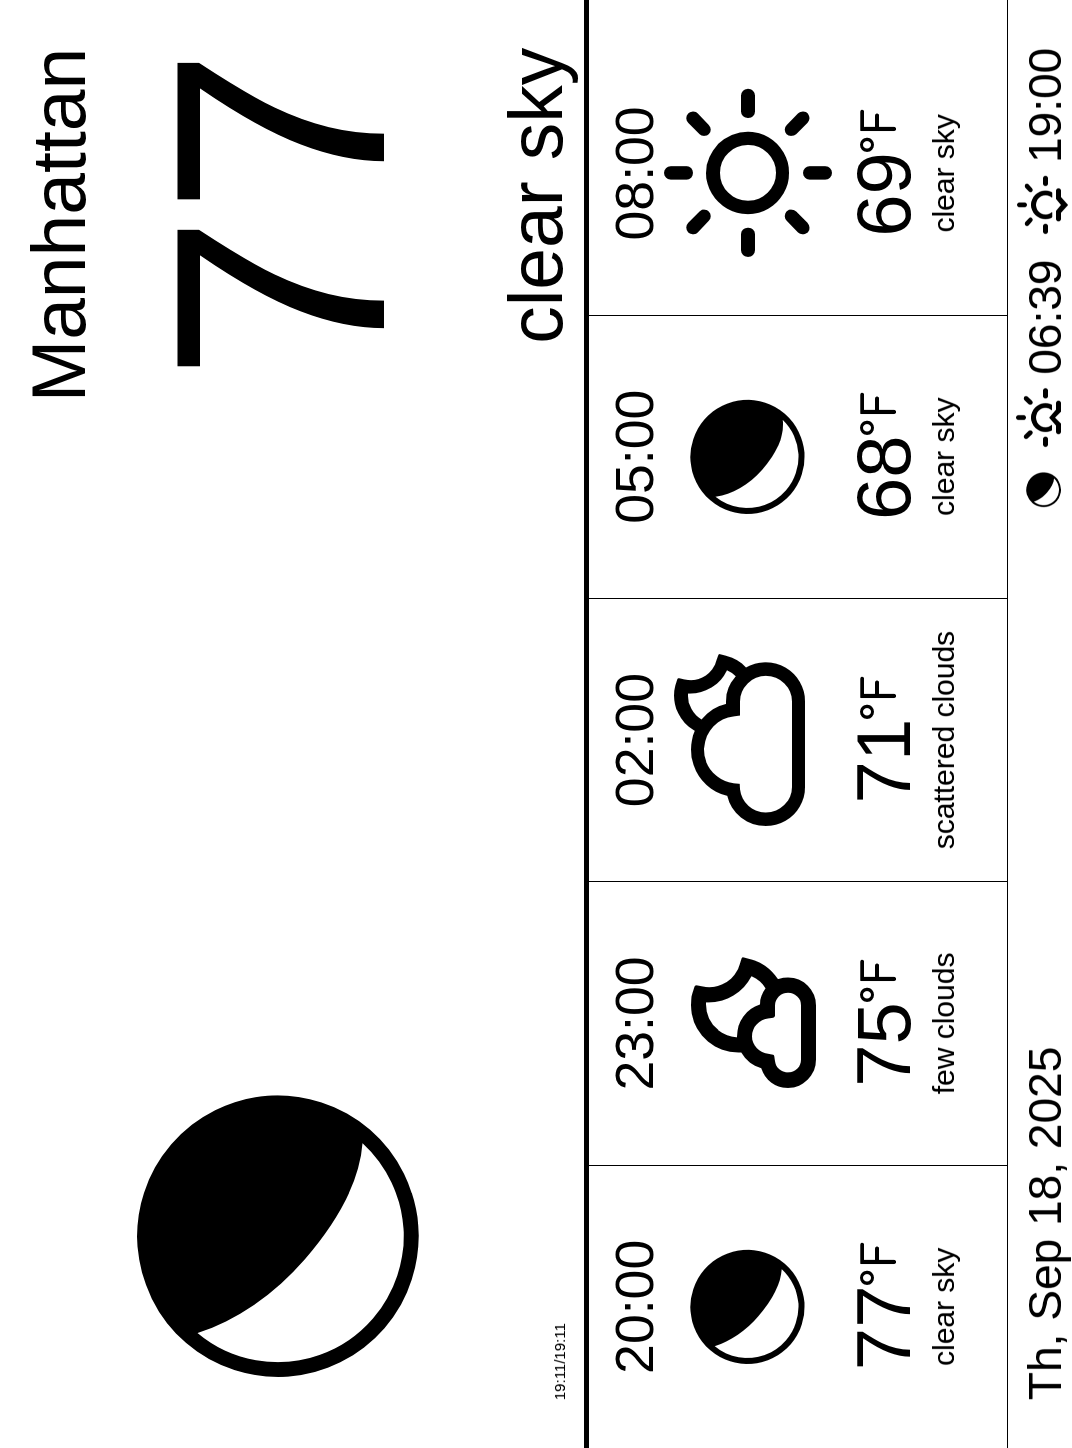 Manhattan
77
clear sky
19:11/19:11
20:00
23:00
02:00
05:00
08:00
77°F
75°F
71°F
68°F
69°F
clear sky
few clouds
scattered clouds
clear sky
clear sky
Th, Sep 18, 2025
06:39
19:00